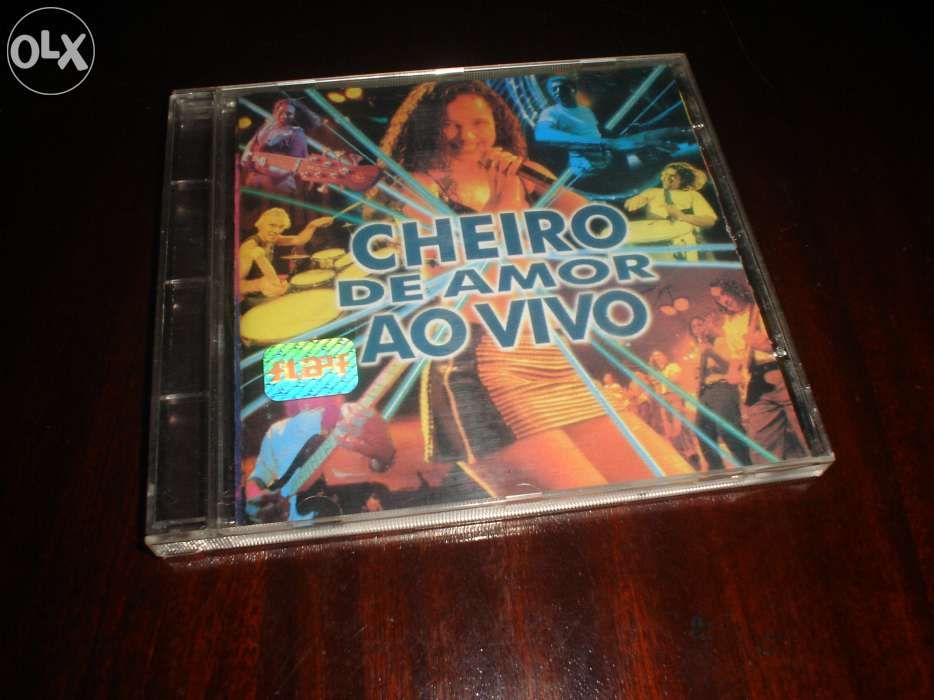 OLX
CHEIRO
DE AMOR
AO VIVO